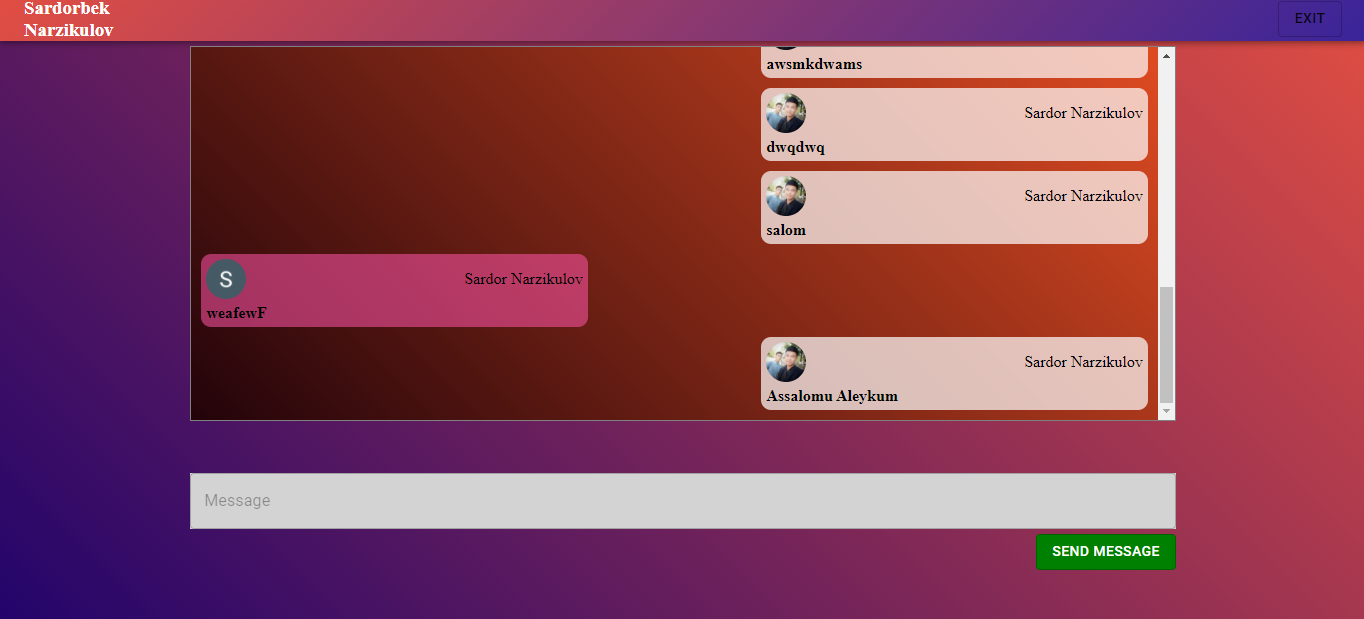 Sardorbek
Narzikulov
EXIT
awsmkdwams
Sardor Narzikulov
dwqdwq
Sardor Narzikulov
salom
S
Sardor Narzikulov
weafewF
Sardor Narzikulov
Assalomu Aleykum
Message
SEND MESSAGE